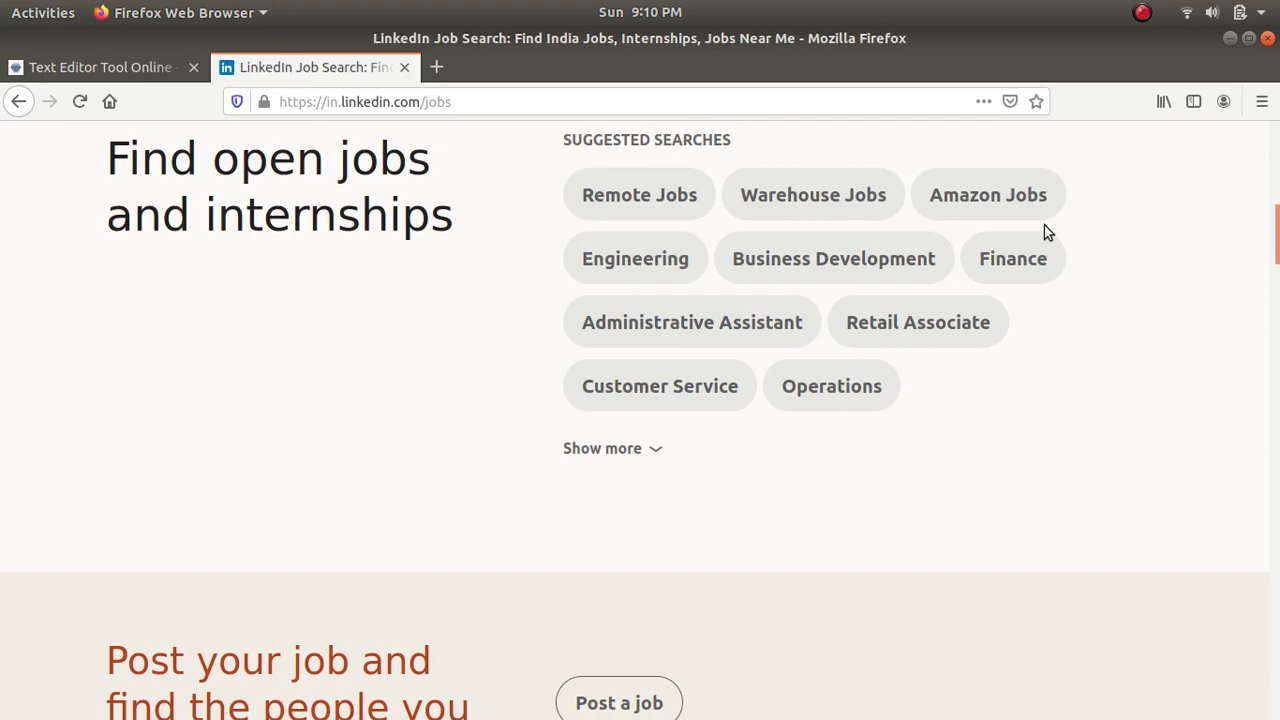 Activities Firefox Web Browser Sun 9:10 PM
LinkedIn Job Search: Find India Jobs, Internships, Jobs Near Me - Mozilla Firefox
Text Editor Tool Online - LinkedIn Job Search: Fin
https://in.linkedin.com/jobs
Find open jobs
and internships
SUGGESTED SEARCHES
Remote Jobs Warehouse Jobs Amazon Jobs
Engineering Business Development Finance
Administrative Assistant Retail Associate
Customer Service Operations
Show more
Post your job and
find the people you
Post a job